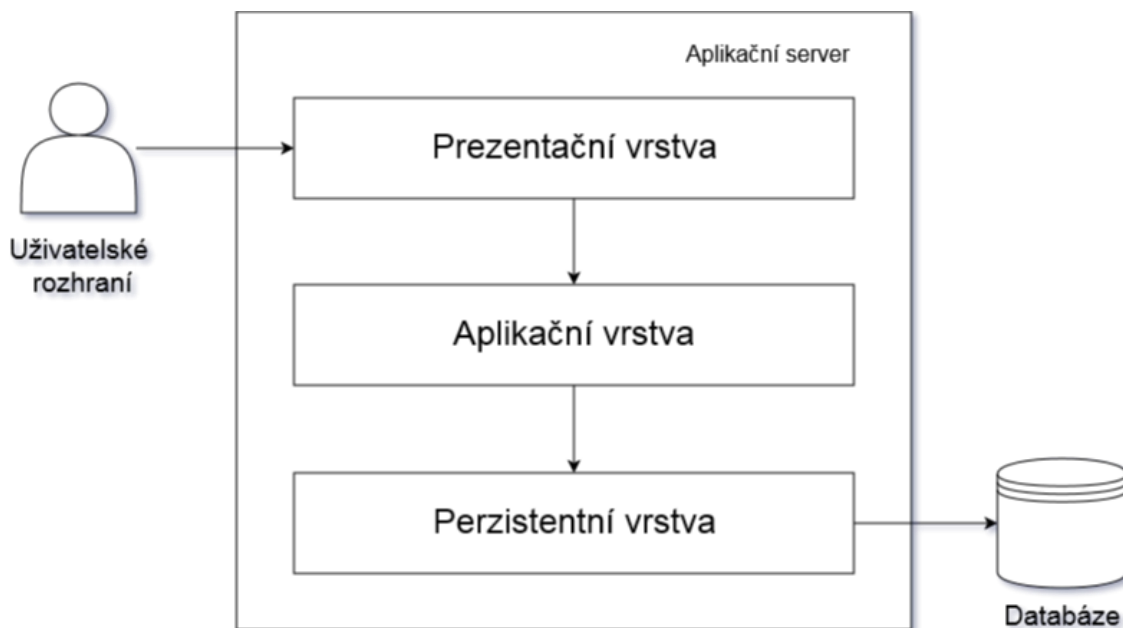 Aplikační server
Prezentační vrstva
Uživatelské
rozhraní
Aplikační vrstva
Perzistentní vrstva
Databáze